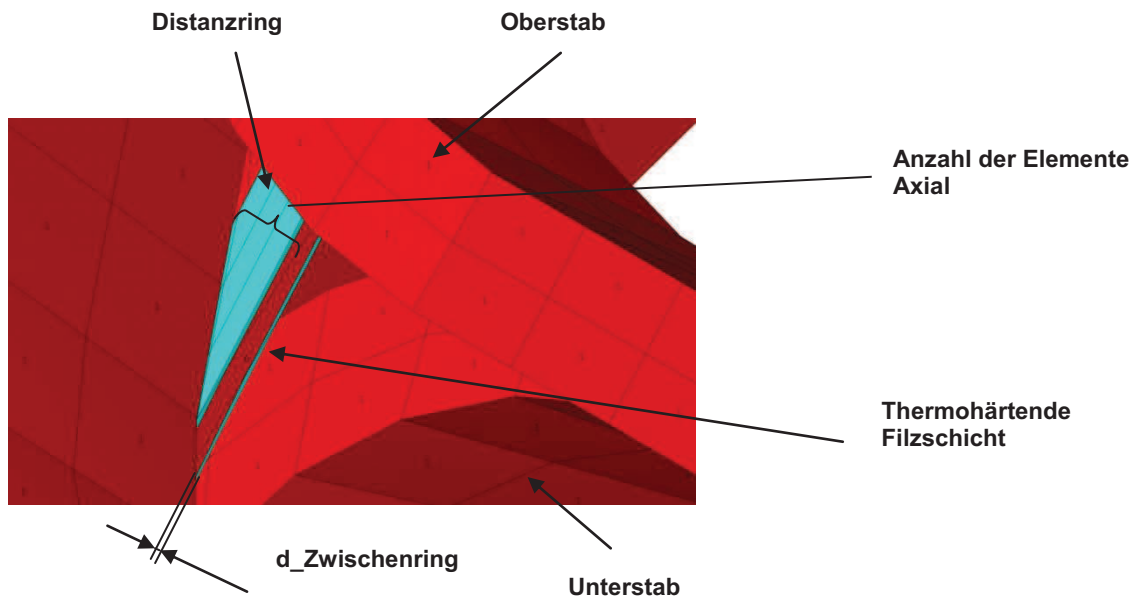 Distanzring
Oberstab
Anzahl der Elemente
Axial
Thermohärtende
Filzschicht
d_Zwischenring
Unterstab